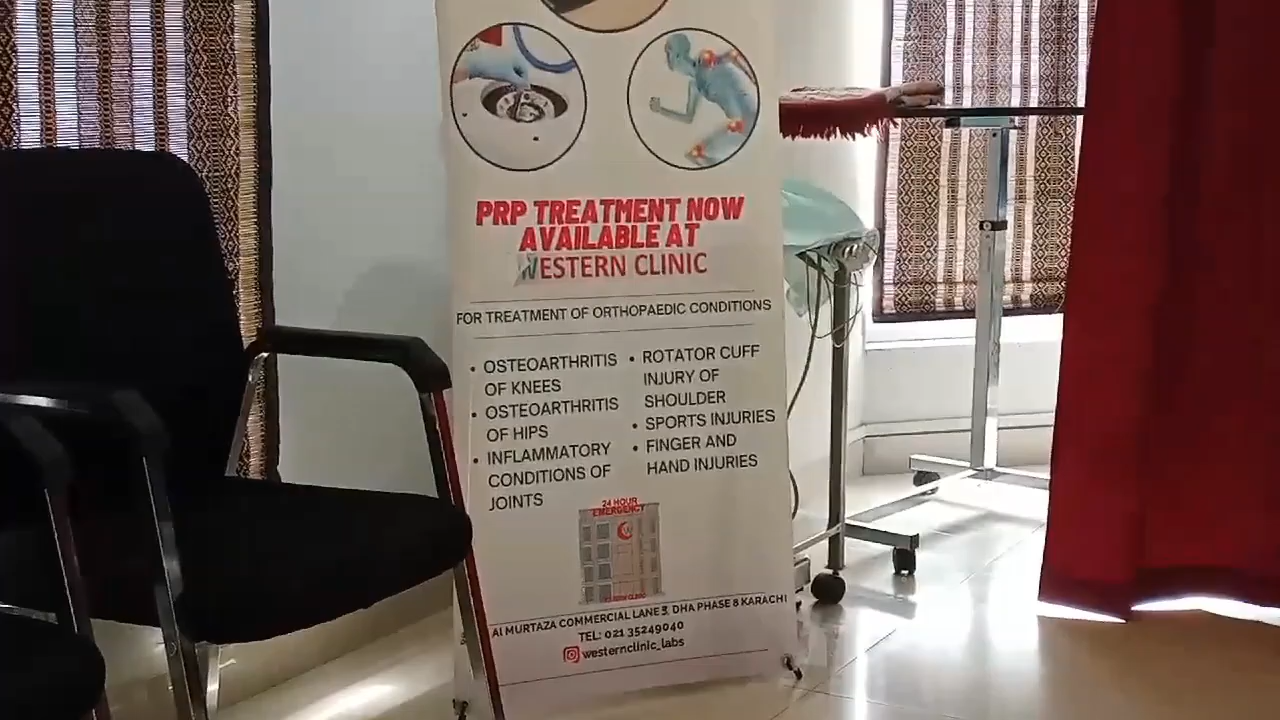 PRP TREATMENT NOW
AVAILABLE AT
WESTERN CLINIC
FOR TREATMENT OF ORTHOPAEDIC CONDITIONS
• OSTEOARTHRITIS
OF KNEES
• OSTEOARTHRITIS
OF HIPS
• INFLAMMATORY
CONDITIONS OF
JOINTS
• ROTATOR CUFF
INJURY OF
SHOULDER
• SPORTS INJURIES
• FINGER AND
HAND INJURIES
24 HOUR
EMERGENCY
Al MURTAZA COMMERCIAL LANE 3, DHA PHASE 8 KARACHI
TEL: 021 35249040
westernclinic_labs